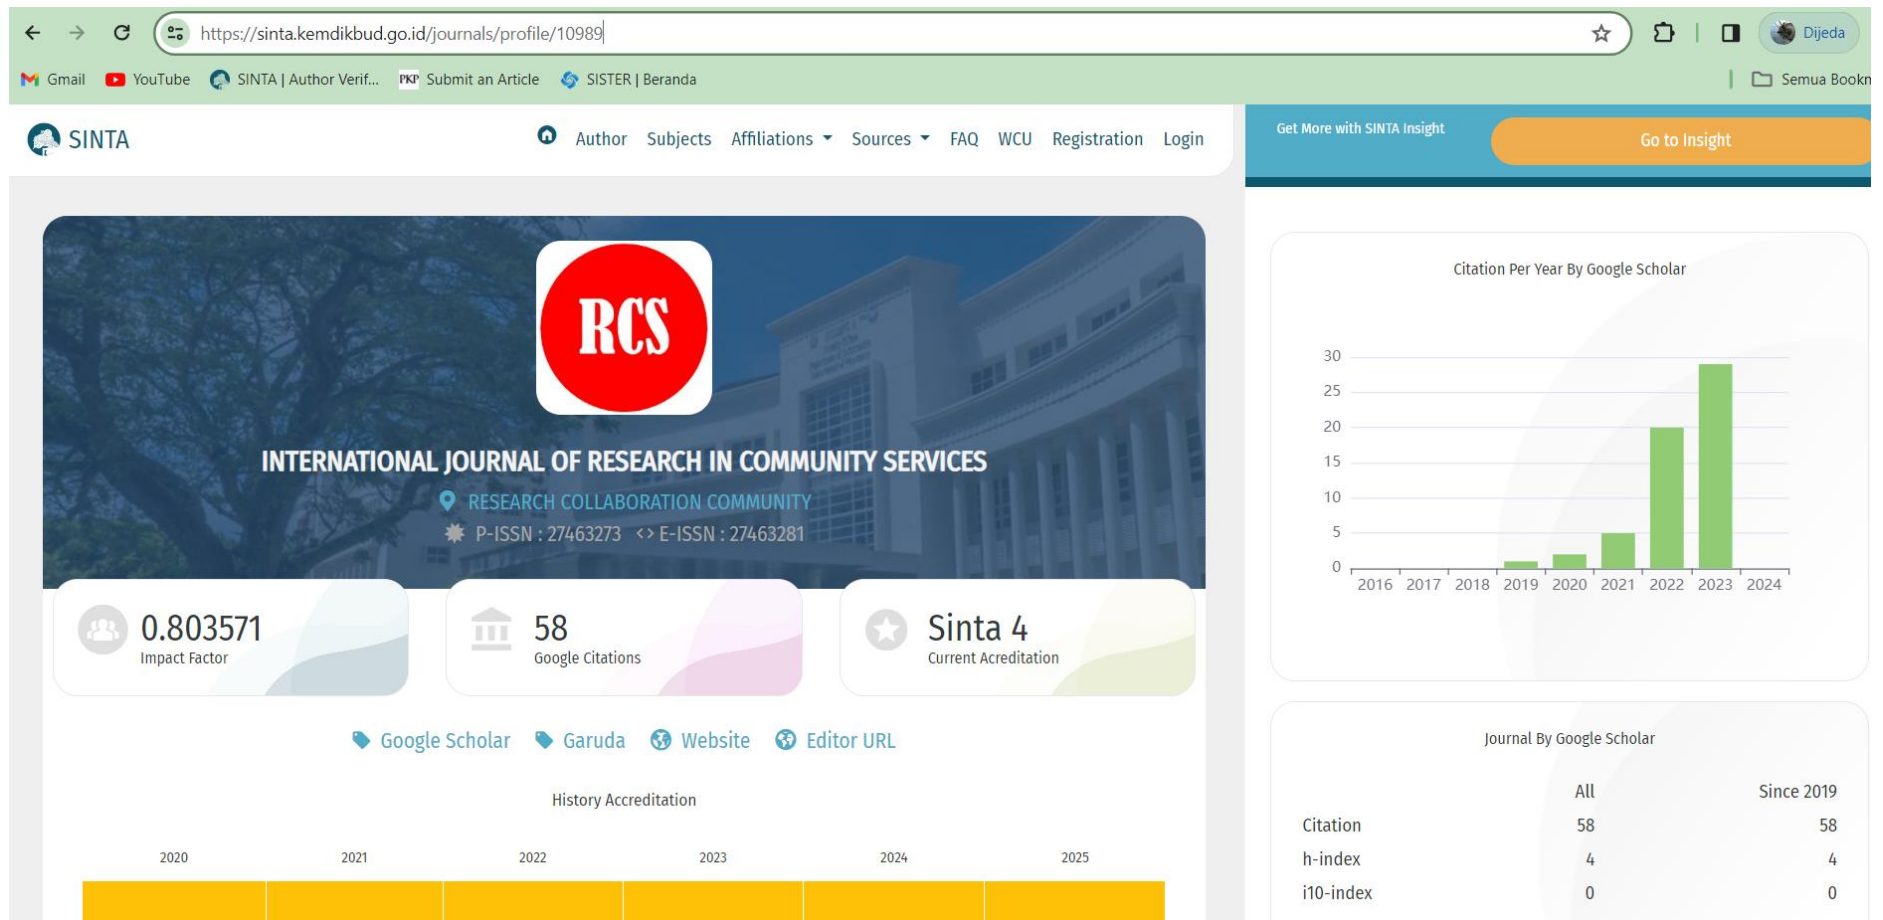 https://sinta.kemdikbud.go.id/journals/profile/10989
Dijeda
Gmail YouTube SINTA | Author Verif... PKP Submit an Article SISTER | Beranda
Semua Bookn
SINTA
Author Subjects Affiliations Sources FAQ WCU Registration Login
Get More with SINTA Insight
Go to Insight
RCS
INTERNATIONAL JOURNAL OF RESEARCH IN COMMUNITY SERVICES
RESEARCH COLLABORATION COMMUNITY
P-ISSN : 27463273 <> E-ISSN : 27463281
0.803571
Impact Factor
58
Google Citations
Sinta 4
Current Acreditation
Google Scholar Garuda Website Editor URL
History Accreditation
2020 2021 2022 2023 2024 2025
Citation Per Year By Google Scholar
30
25
20
15
10
5
0
2016 2017 2018 2019 2020 2021 2022 2023 2024
Journal By Google Scholar
All Since 2019
Citation 58 58
h-index 4 4
i10-index 0 0